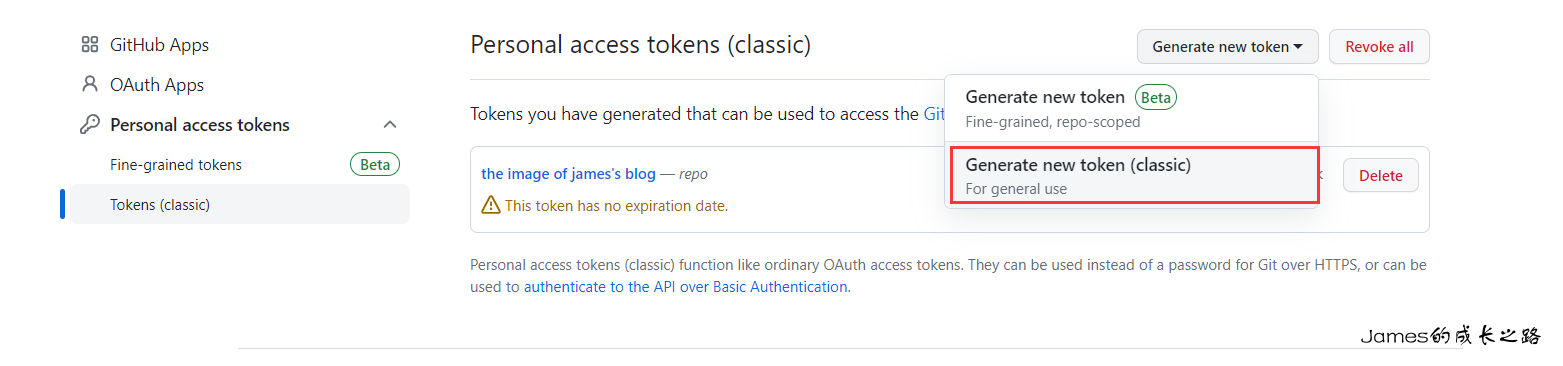 GitHub Apps
OAuth Apps
Personal access tokens
Fine-grained tokens Beta
Tokens (classic)
Personal access tokens (classic)
Generate new token
Revoke all
Generate new token Beta
Fine-grained, repo-scoped
Generate new token (classic)
For general use
Tokens you have generated that can be used to access the Git
the image of james's blog — repo
Delete
This token has no expiration date.
Personal access tokens (classic) function like ordinary OAuth access tokens. They can be used instead of a password for Git over HTTPS, or can be
used to authenticate to the API over Basic Authentication.
James的成长之路